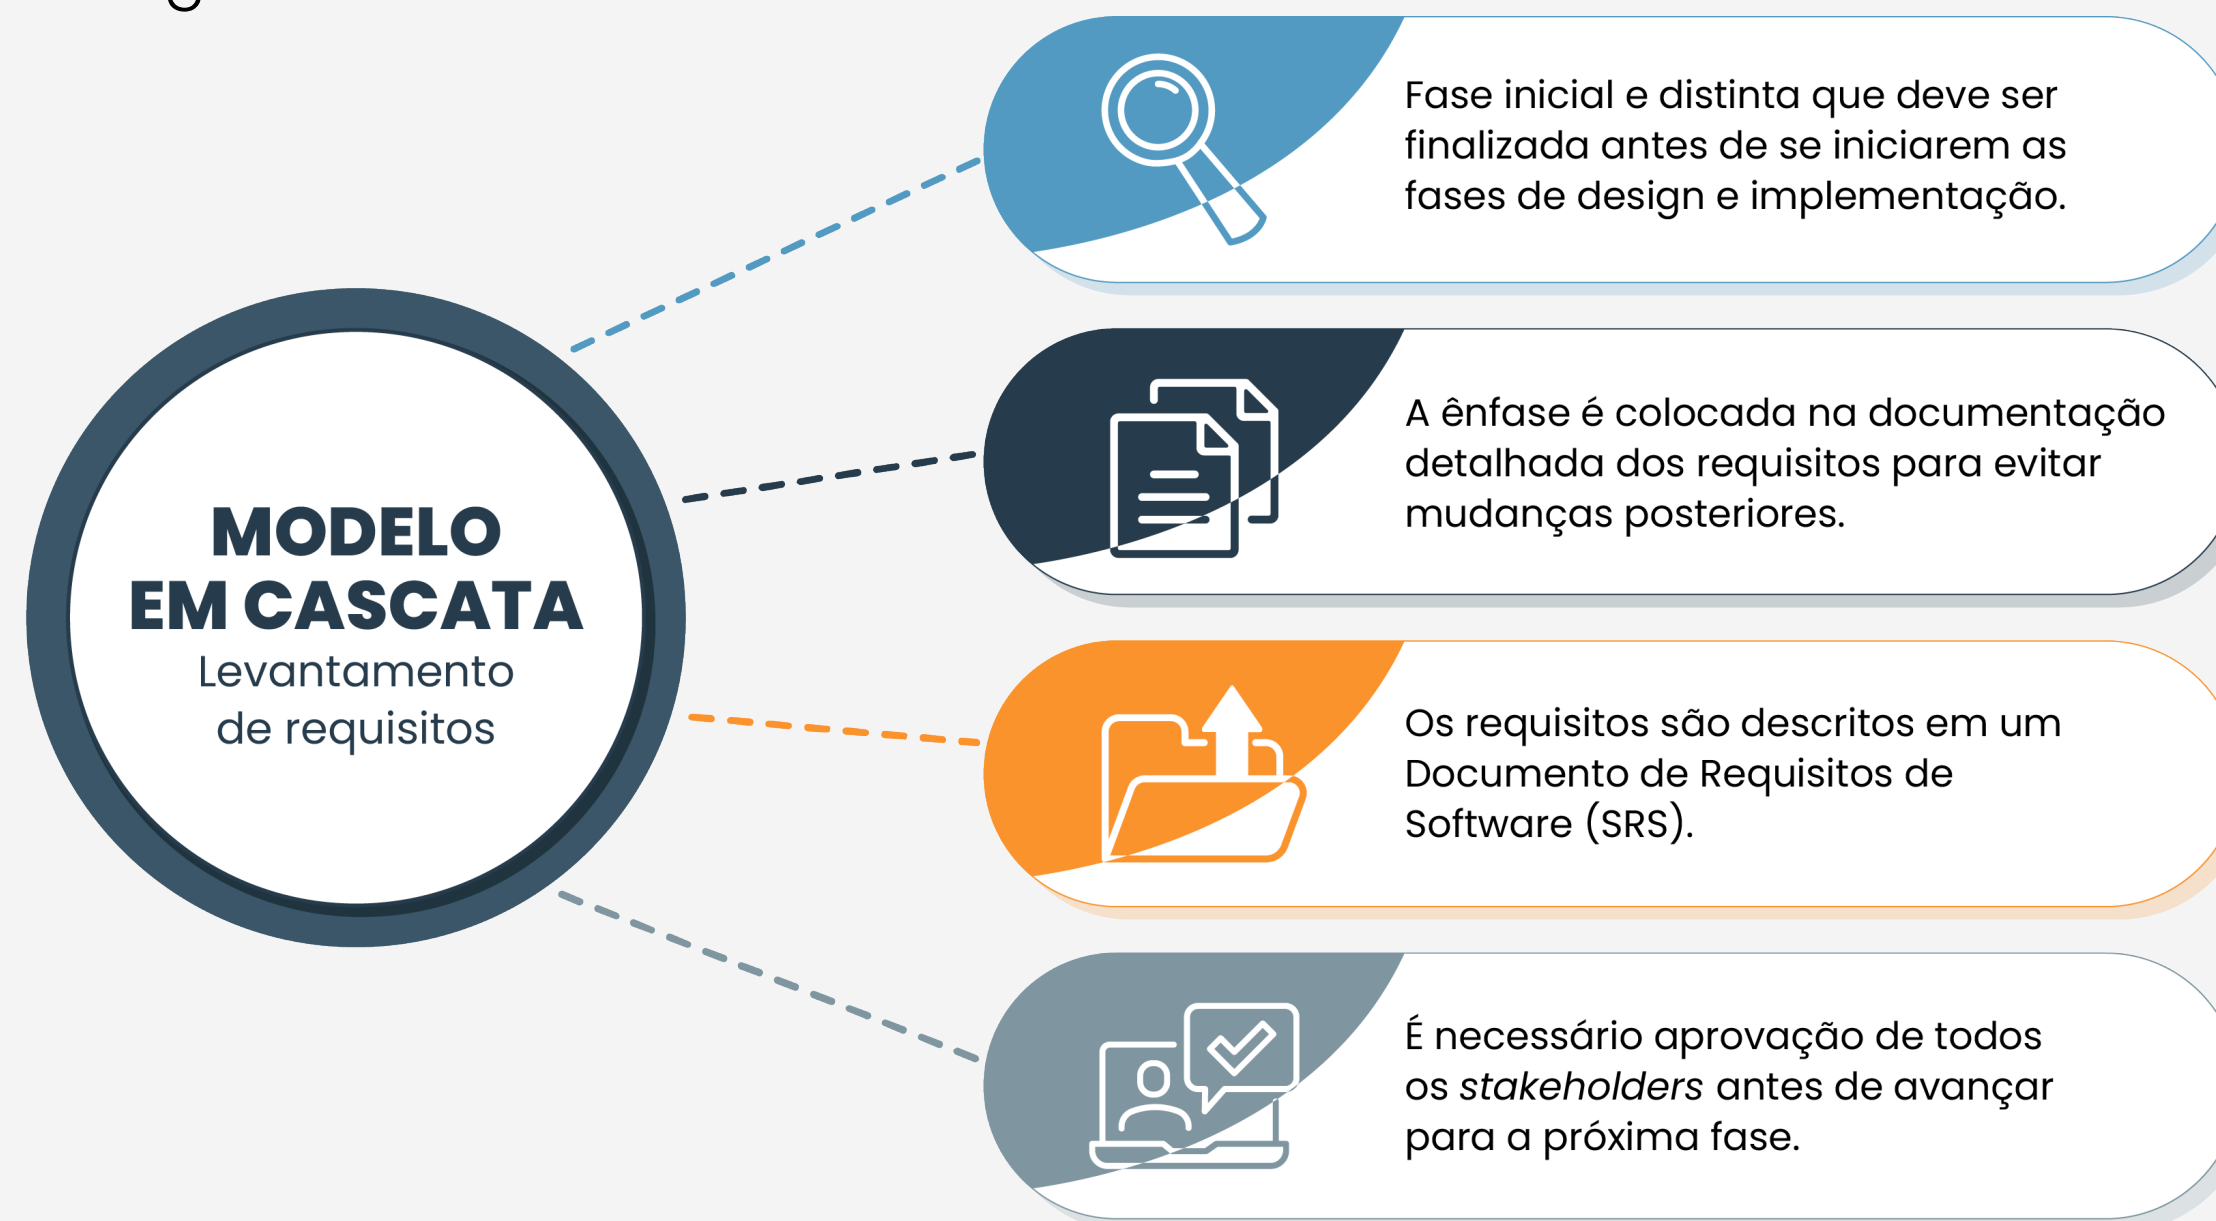 MODELO
EM CASCATA
Levantamento
de requisitos
Fase inicial e distinta que deve ser
finalizada antes de se iniciarem as
fases de design e implementação.
A ênfase é colocada na documentação
detalhada dos requisitos para evitar
mudanças posteriores.
Os requisitos são descritos em um
Documento de Requisitos de
Software (SRS).
É necessário aprovação de todos
os stakeholders antes de avançar
para a próxima fase.